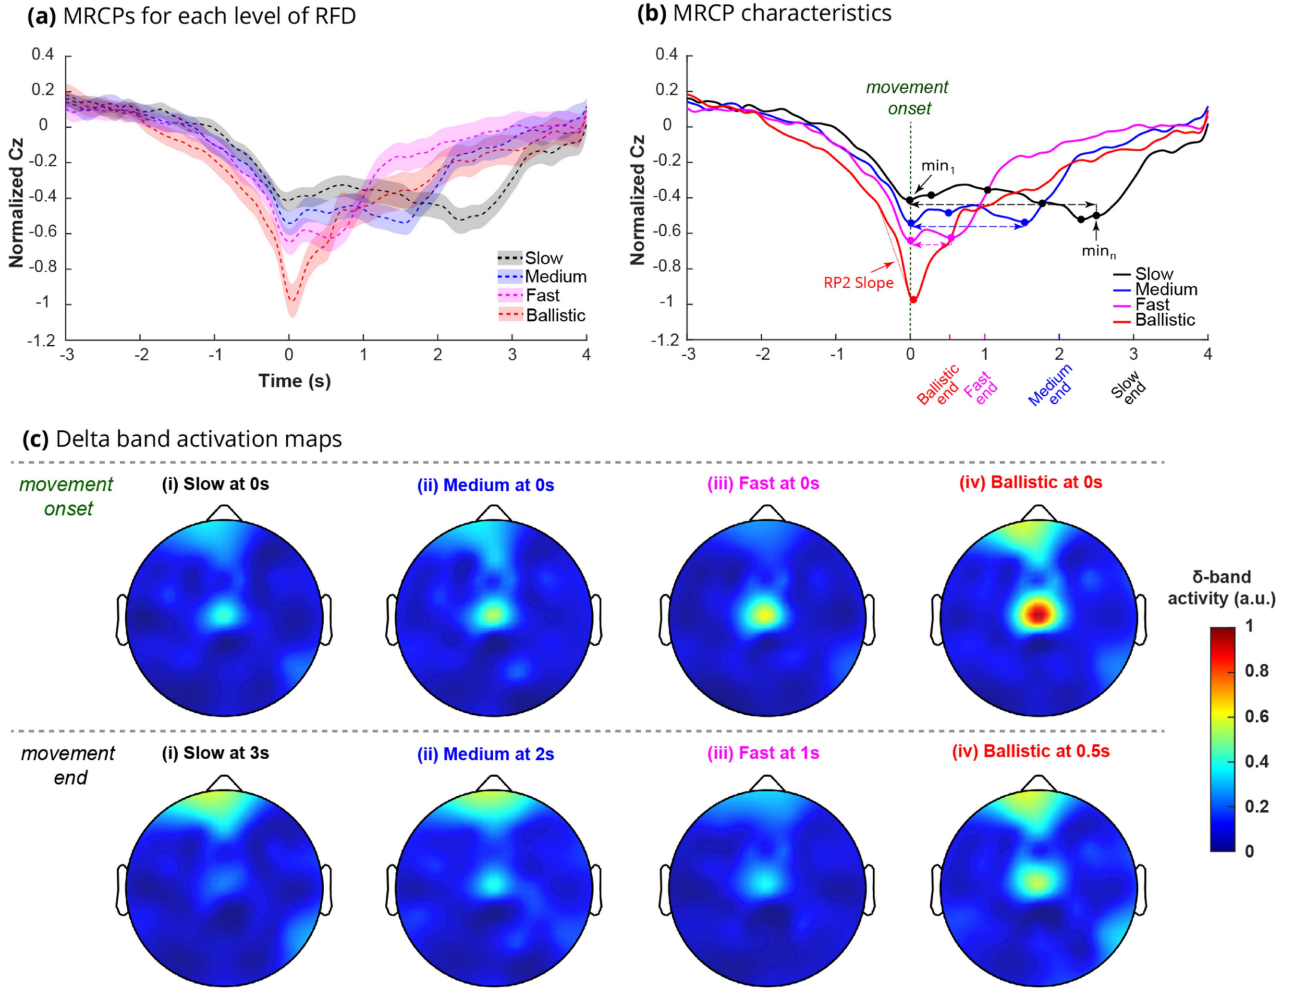 (a) MRCPs for each level of RFD
0.4
0.2
0
-0.2
-0.4
-0.6
-0.8
-1
-1.2
Normalized Cz
-3
-2
-1
0
1
2
3
4
Time (s)
Slow
Medium
Fast
Ballistic
(b) MRCP characteristics
0.4
0.2
0
-0.2
-0.4
-0.6
-0.8
-1
-1.2
Normalized Cz
movement
onset
min1
minn
RP2 Slope
Slow
Medium
Fast
Ballistic
-3
-2
-1
0
1
2
3
4
Ballistic
end
Fast
end
Medium
end
Slow
end
(c) Delta band activation maps
movement
onset
(i) Slow at 0s
(ii) Medium at 0s
(iii) Fast at 0s
(iv) Ballistic at 0s
movement
end
(i) Slow at 3s
(ii) Medium at 2s
(iii) Fast at 1s
(iv) Ballistic at 0.5s
δ-band
activity (a.u.)
1
0.8
0.6
0.4
0.2
0